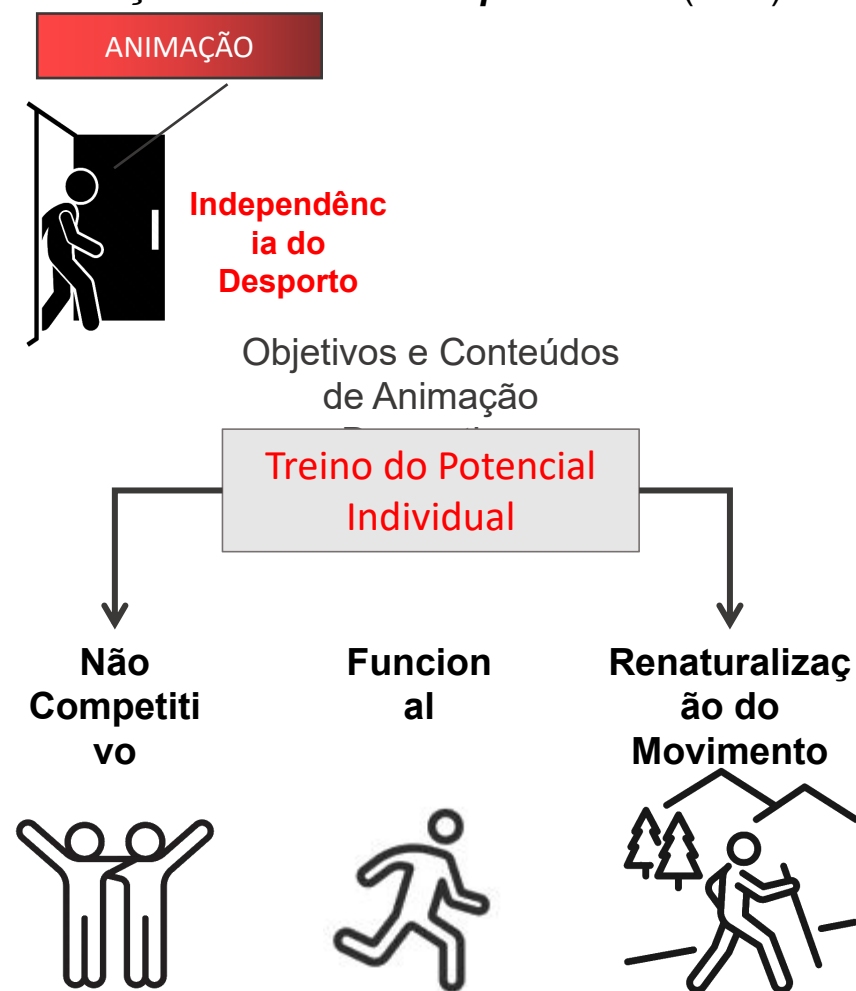 ANIMAÇÃO
Independênc
ia do
Desporto
Objetivos e Conteúdos
de Animação
Treino do Potencial
Individual
Não
Competiti
vo
Funcion
al
Renaturalizaç
ão do
Movimento